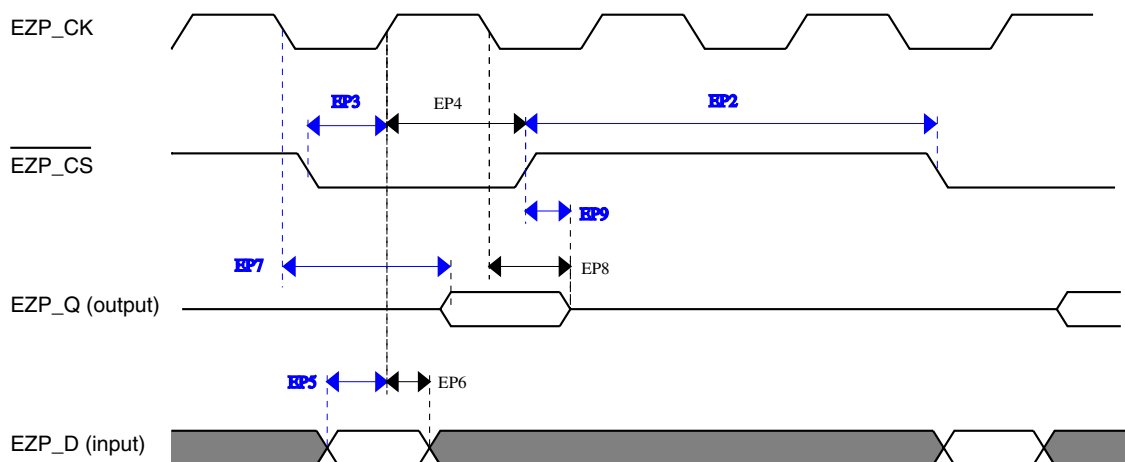 EZP_CK
EP3
EP4
EP2
EZP_CS
EP9
EP7
EP8
EZP_Q (output)
EP5
EP6
EZP_D (input)